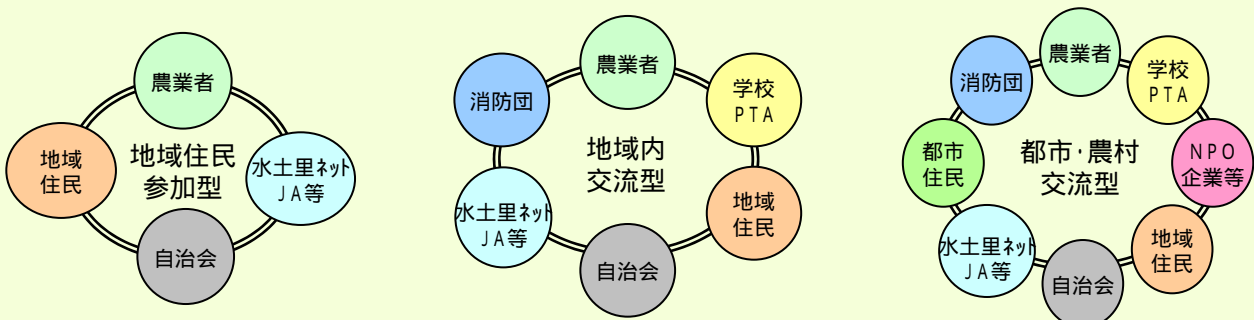 農業者
地域
住民
地域住民
参加型
水土里ネット
JA等
自治会
農業者
消防団
学校
PTA
地域内
交流型
水土里ネット
JA等
地域
住民
自治会
農業者
消防団
学校
PTA
都市
住民
都市・農村
交流型
NPO
企業等
水土里ネット
JA等
地域
住民
自治会